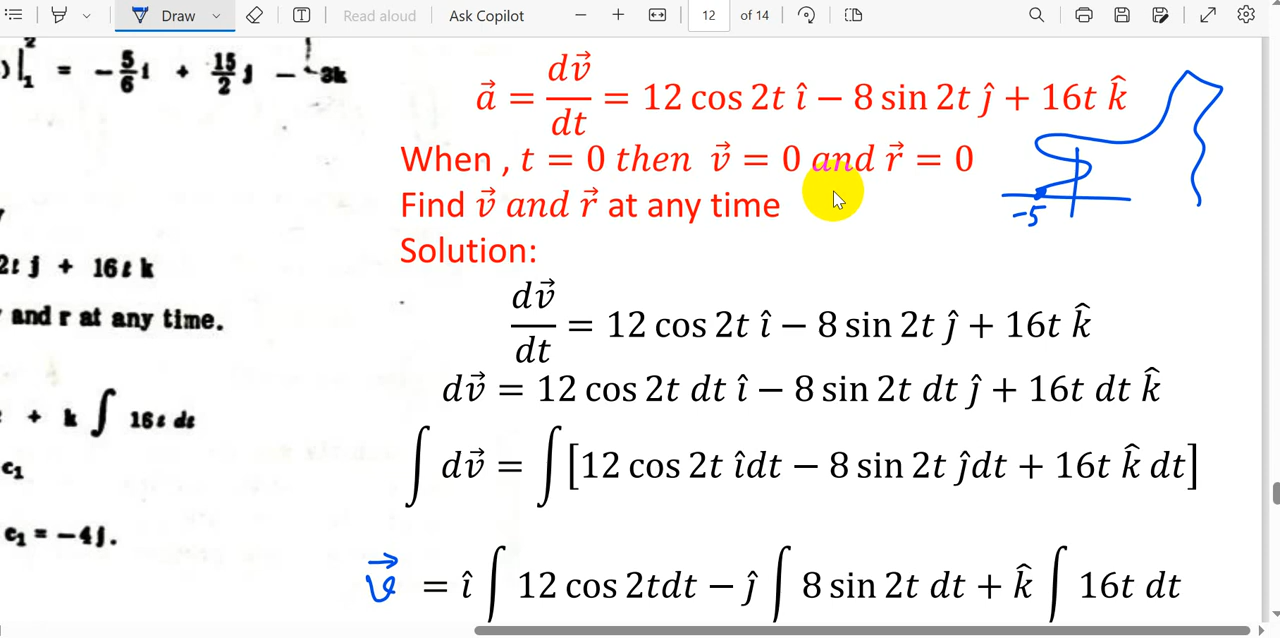 Draw Read aloud Ask Copilot 12 of 14
)|₁² = −5/6 i + 15/2 j − 3k
2t j + 16t k
and r at any time.
+ k ∫ 16t dt
c₁
c₁ = −4j.
a⃗ = dv⃗/dt = 12 cos 2t î − 8 sin 2t ĵ + 16t k̂
When , t = 0 then v⃗ = 0 and r⃗ = 0
Find v⃗ and r⃗ at any time
-5
Solution:
dv⃗/dt = 12 cos 2t î − 8 sin 2t ĵ + 16t k̂
dv⃗ = 12 cos 2t dt î − 8 sin 2t dt ĵ + 16t dt k̂
∫ dv⃗ = ∫ [12 cos 2t îdt − 8 sin 2t ĵdt + 16t k̂ dt]
v⃗ = î ∫ 12 cos 2tdt − ĵ ∫ 8 sin 2t dt + k̂ ∫ 16t dt